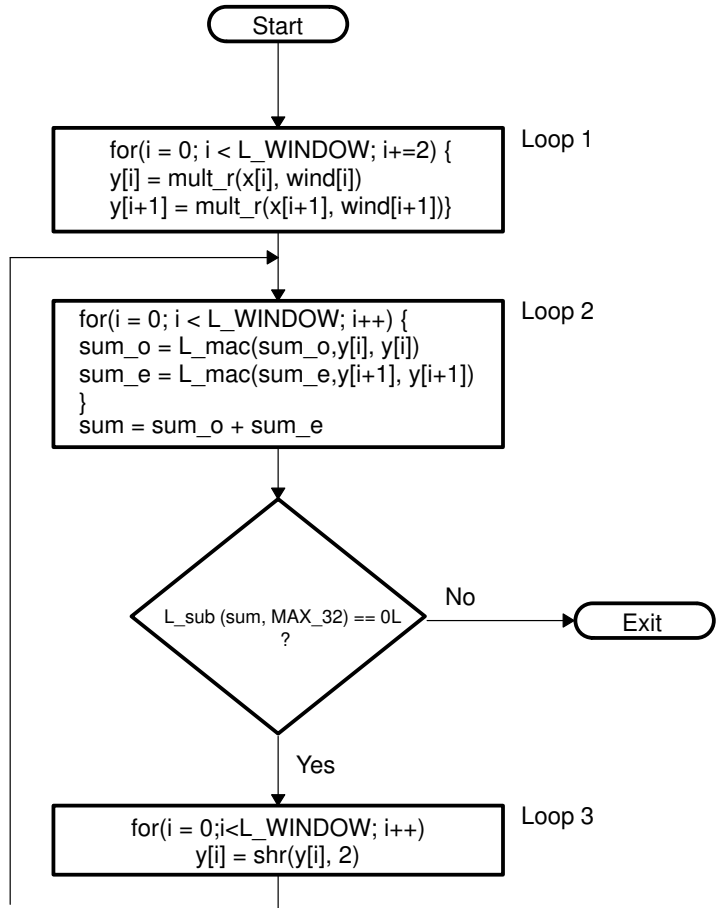 Start
for(i = 0; i < L_WINDOW; i+=2) {
y[i] = mult_r(x[i], wind[i])
y[i+1] = mult_r(x[i+1], wind[i+1])}
Loop 1
for(i = 0; i < L_WINDOW; i++) {
sum_o = L_mac(sum_o,y[i], y[i])
sum_e = L_mac(sum_e,y[i+1], y[i+1])
}
sum = sum_o + sum_e
Loop 2
L_sub (sum, MAX_32) == 0L
?
No
Exit
Yes
for(i = 0;i<L_WINDOW; i++)
y[i] = shr(y[i], 2)
Loop 3